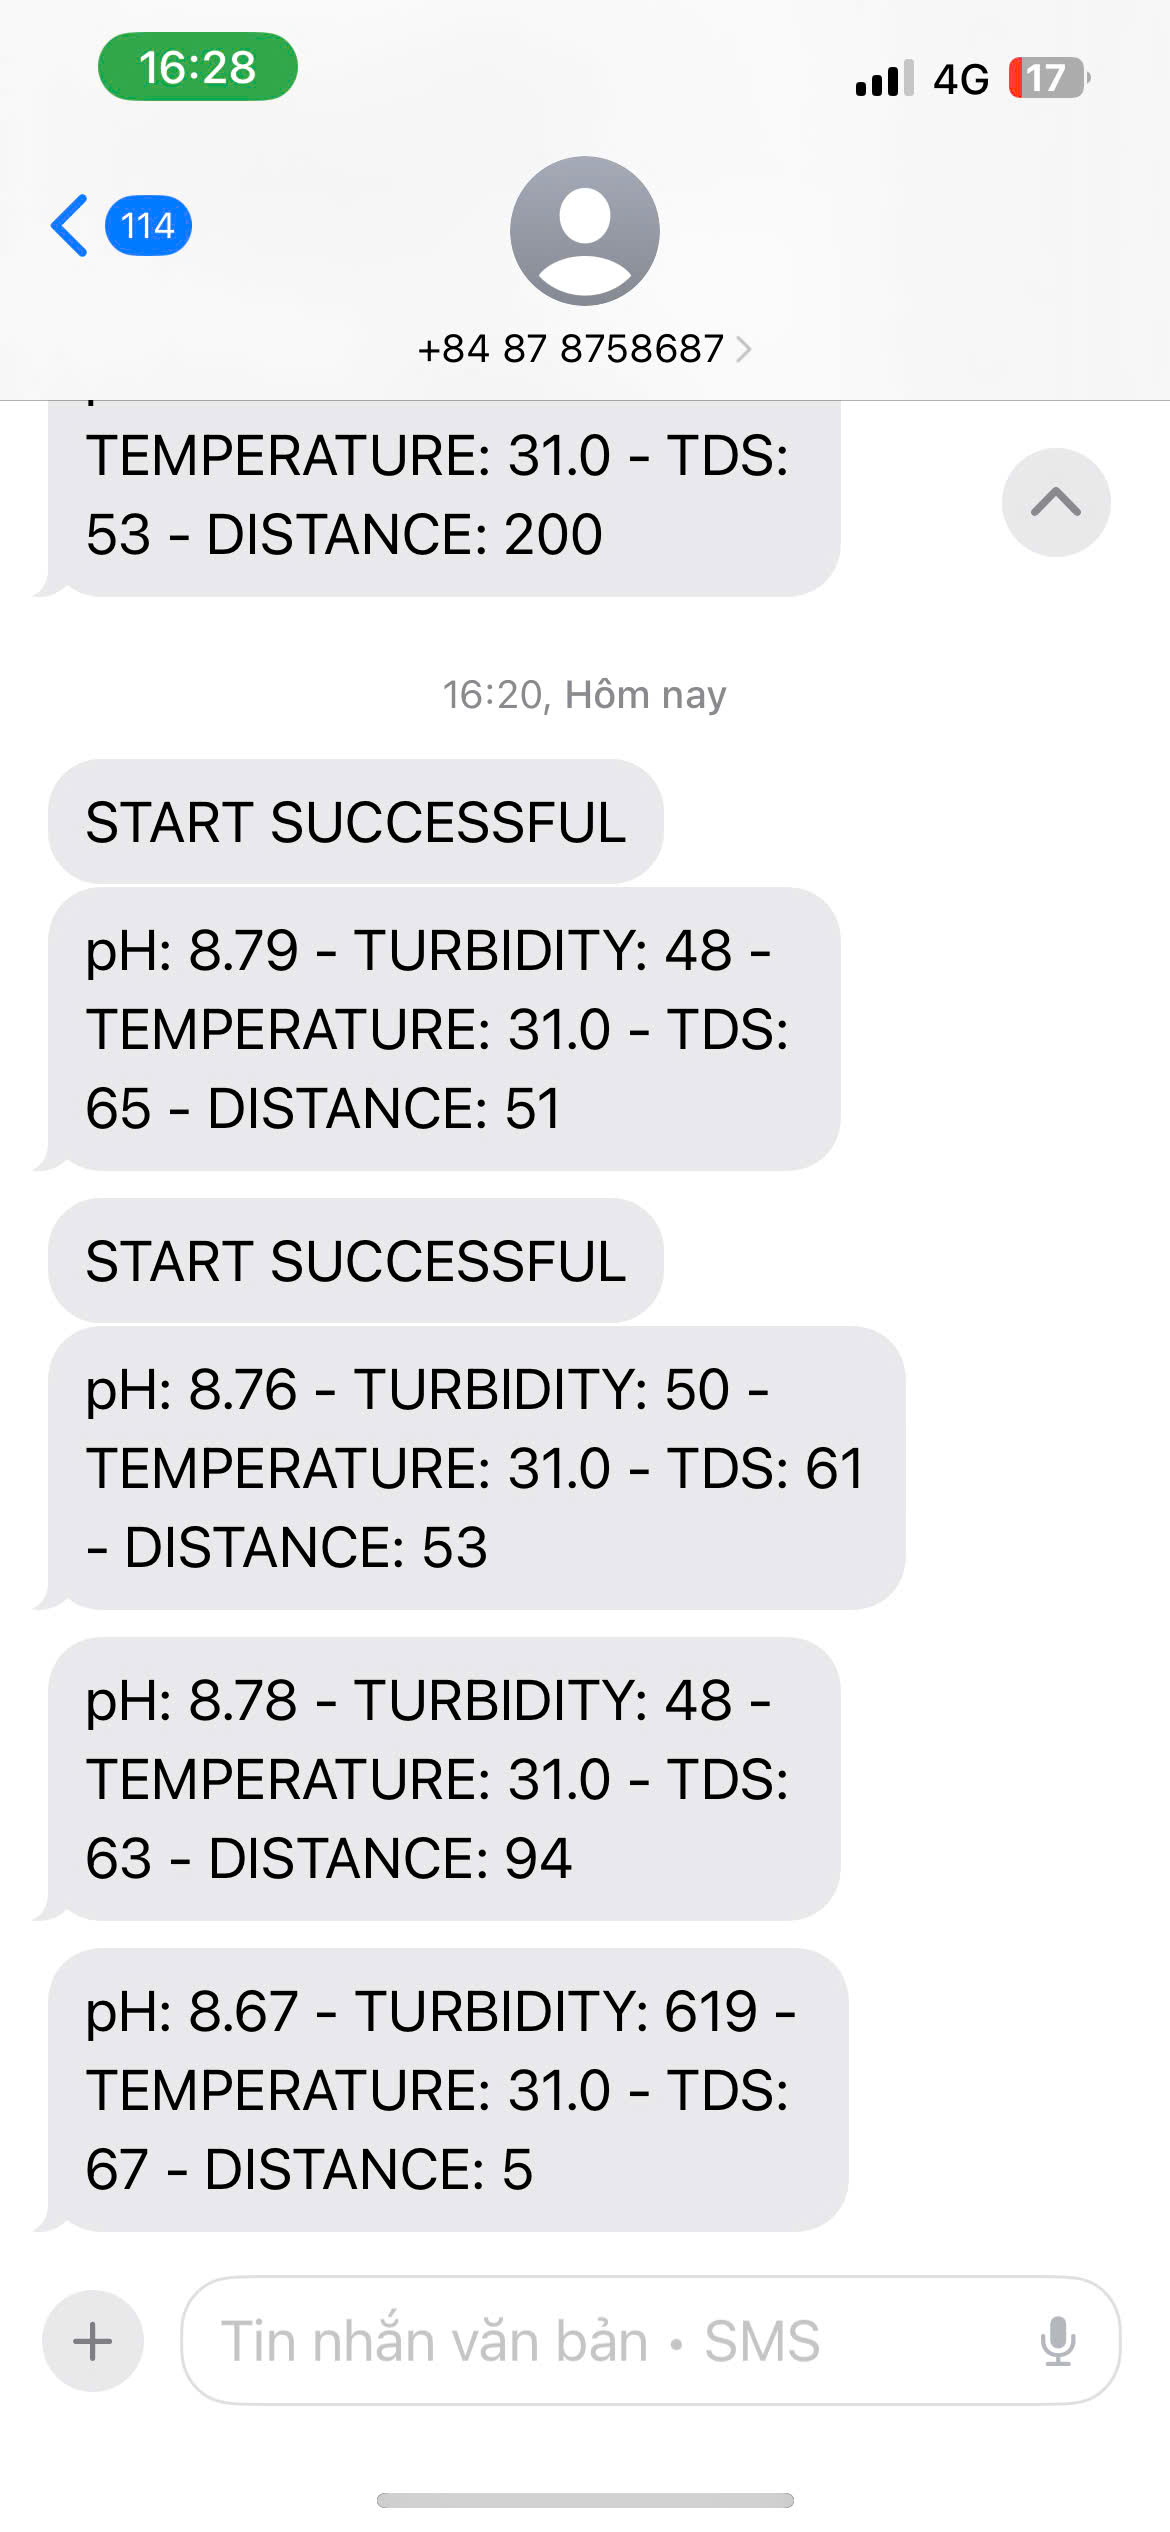 16:28
4G 17
114
+84 87 8758687
TEMPERATURE: 31.0 - TDS:
53 - DISTANCE: 200
16:20, Hôm nay
START SUCCESSFUL
pH: 8.79 - TURBIDITY: 48 -
TEMPERATURE: 31.0 - TDS:
65 - DISTANCE: 51
START SUCCESSFUL
pH: 8.76 - TURBIDITY: 50 -
TEMPERATURE: 31.0 - TDS: 61
- DISTANCE: 53
pH: 8.78 - TURBIDITY: 48 -
TEMPERATURE: 31.0 - TDS:
63 - DISTANCE: 94
pH: 8.67 - TURBIDITY: 619 -
TEMPERATURE: 31.0 - TDS:
67 - DISTANCE: 5
Tin nhắn văn bản • SMS